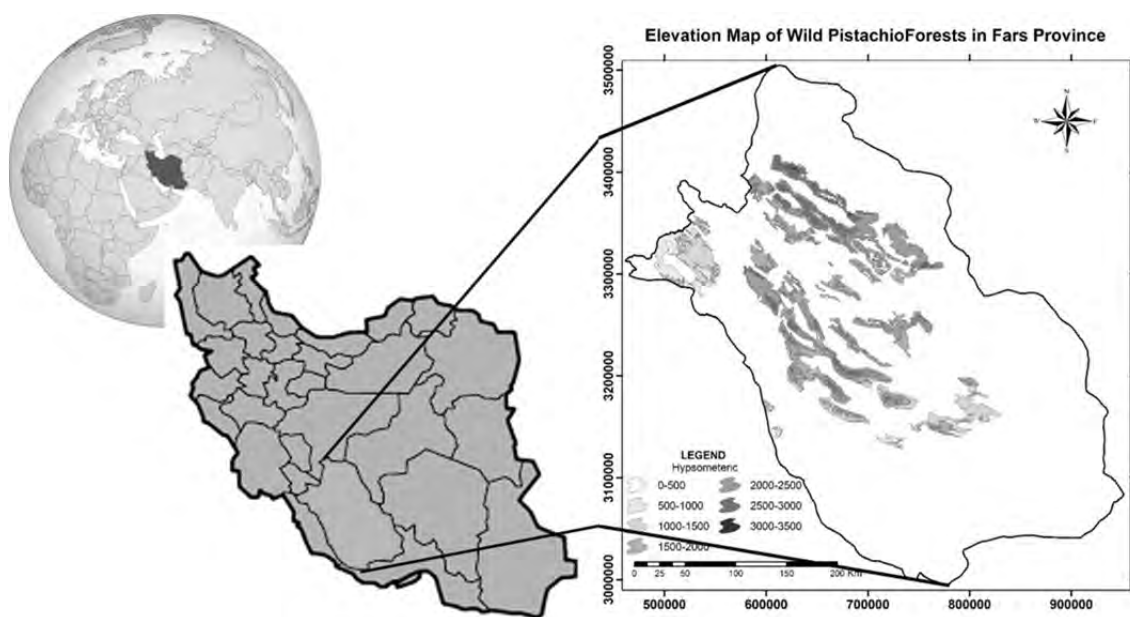 Elevation Map of Wild PistachioForests in Fars Province
N
W
E
S
3500000
3400000
3300000
3200000
3100000
3000000
LEGEND
Hypsometeric
0-500
500-1000
1000-1500
1500-2000
2000-2500
2500-3000
3000-3500
0 25 50 100 150 200 Km
500000 600000 700000 800000 900000